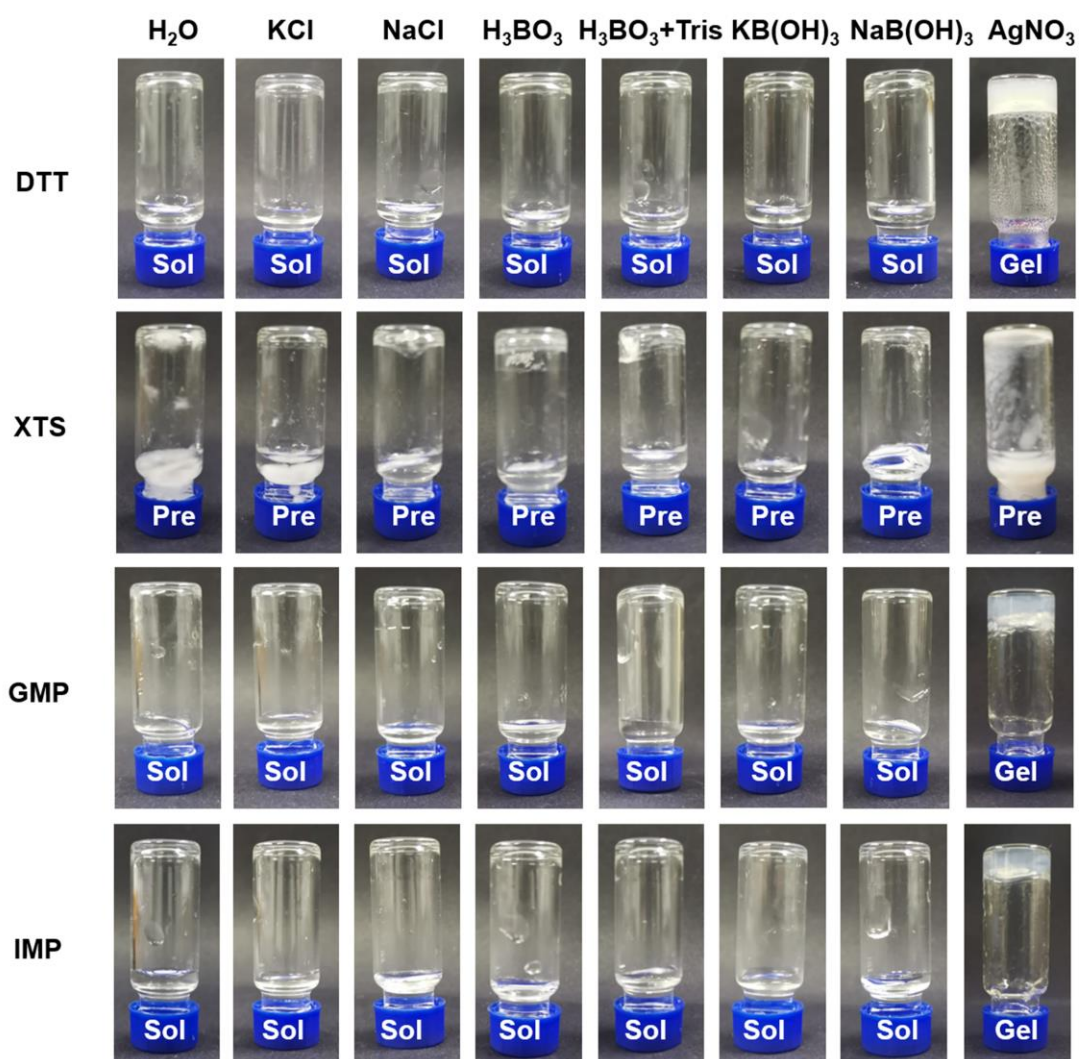 H₂O KCl NaCl H₃BO₃ H₃BO₃+Tris KB(OH)₃ NaB(OH)₃ AgNO₃
DTT
Sol Sol Sol Sol Sol Sol Sol Gel
XTS
Pre Pre Pre Pre Pre Pre Pre Pre
GMP
Sol Sol Sol Sol Sol Sol Sol Gel
IMP
Sol Sol Sol Sol Sol Sol Sol Gel